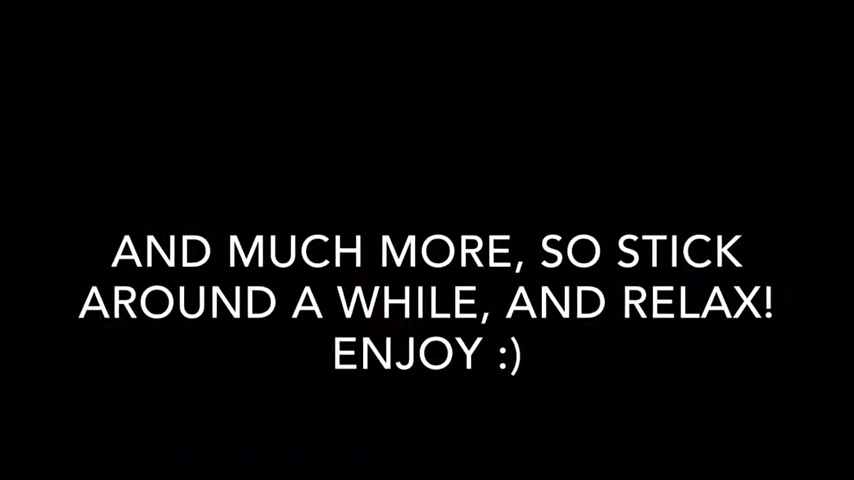 AND MUCH MORE, SO STICK
AROUND A WHILE, AND RELAX!
ENJOY :)